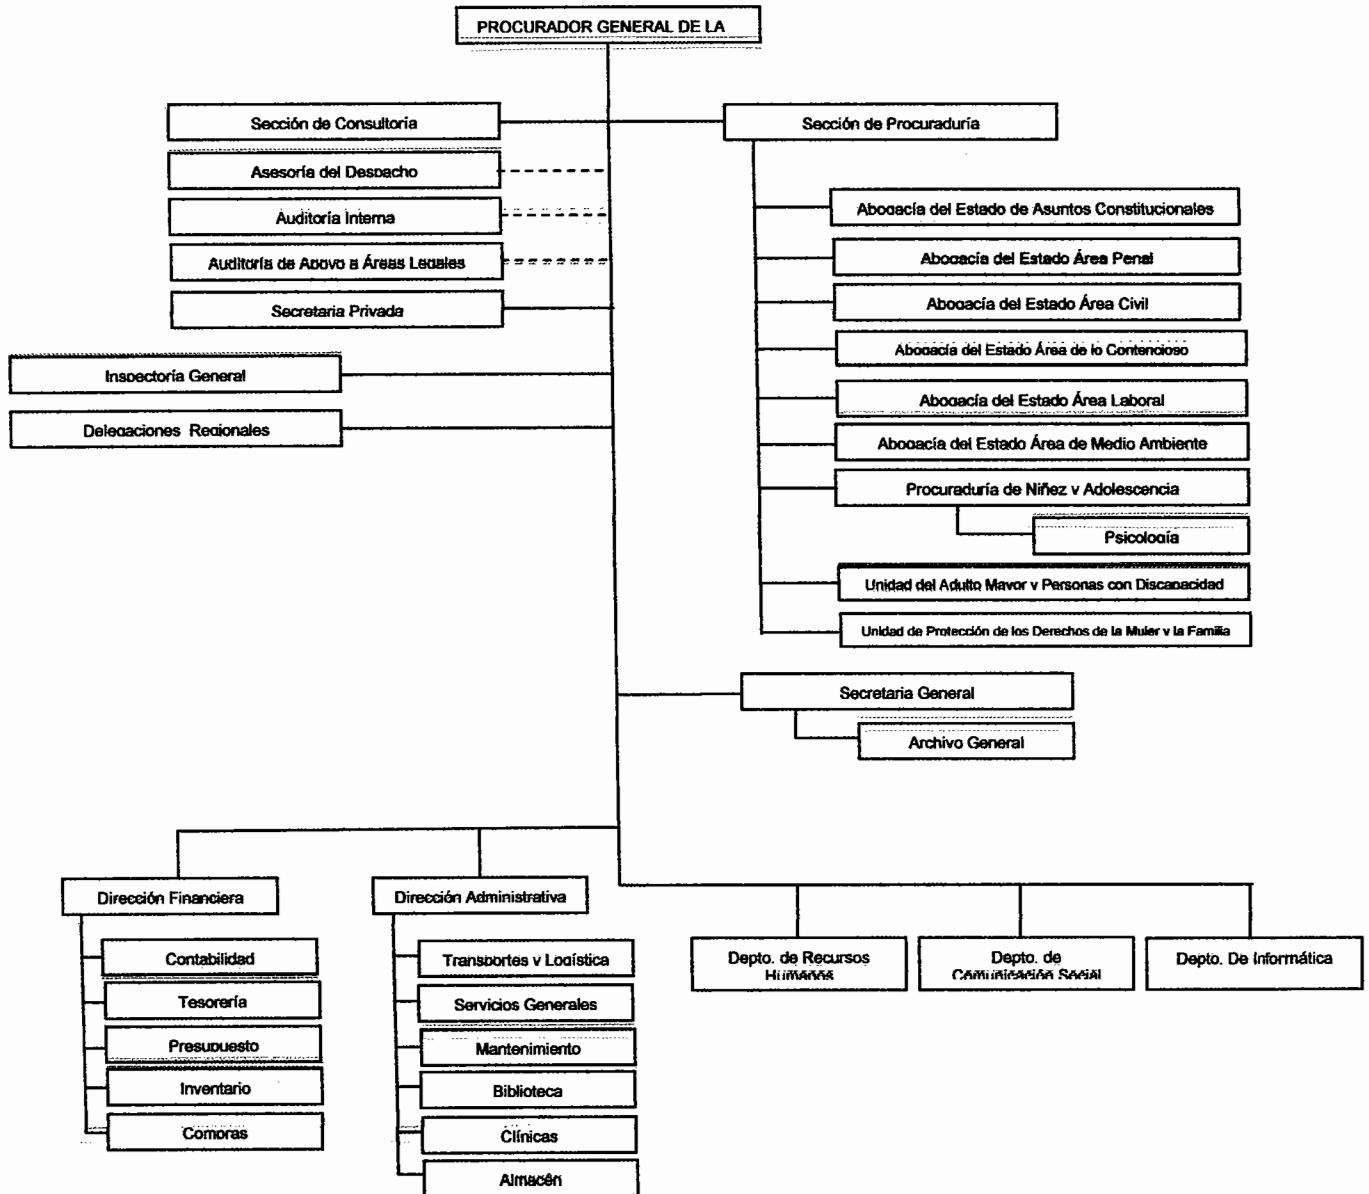 PROCURADOR GENERAL DE LA
Sección de Consultoría
Sección de Procuraduría
Asesoría del Despacho
Auditoría Interna
Auditoría de Apoyo a Áreas Legales
Secretaria Privada
Inspectoría General
Delegaciones Regionales
Abogacía del Estado de Asuntos Constitucionales
Abogacía del Estado Área Penal
Abogacía del Estado Área Civil
Abogacía del Estado Área de lo Contencioso
Abogacía del Estado Área Laboral
Abogacía del Estado Área de Medio Ambiente
Procuraduría de Niñez y Adolescencia
Psicología
Unidad del Adulto Mayor y Personas con Discapacidad
Unidad de Protección de los Derechos de la Mujer y la Familia
Secretaria General
Archivo General
Dirección Financiera
Contabilidad
Tesorería
Presupuesto
Inventario
Compras
Dirección Administrativa
Transportes y Logística
Servicios Generales
Mantenimiento
Biblioteca
Clínicas
Almacén
Depto. de Recursos
Humanos
Depto. de
Comunicación Social
Depto. De Informática